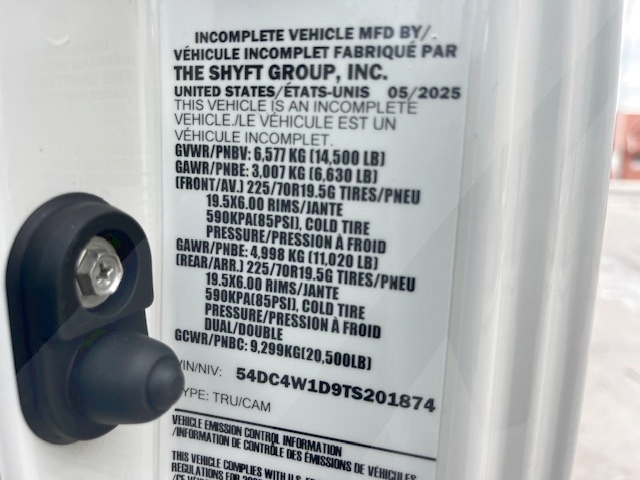 INCOMPLETE VEHICLE MFD BY/.
VÉHICULE INCOMPLET FABRIQUÉ PAR
THE SHYFT GROUP, INC.
UNITED STATES/ÉTATS-UNIS 05/2025
THIS VEHICLE IS AN INCOMPLETE
VEHICLE./LE VÉHICULE EST UN
VÉHICULE INCOMPLET.
GVWR/PNBV: 6,577 KG (14,500 LB)
GAWR/PNBE: 3,007 KG (6,630 LB)
(FRONT/AV.) 225/70R19.5G TIRES/PNEU
19.5X6.00 RIMS/JANTE
590KPA(85PSI), COLD TIRE
PRESSURE/PRESSION À FROID
GAWR/PNBE: 4,998 KG (11,020 LB)
(REAR/ARR.) 225/70R19.5G TIRES/PNEU
19.5X6.00 RIMS/JANTE
590KPA(85PSI), COLD TIRE
PRESSURE/PRESSION À FROID
DUAL/DOUBLE
GCWR/PNBC: 9,299KG(20,500LB)
VIN/NIV: 54DC4W1D9TS201874
TYPE: TRU/CAM
VEHICLE EMISSION CONTROL INFORMATION
/INFORMATION DE CONTRÔLE DES ÉMISSIONS DE VÉHICULES
THIS VEHICLE COMPLIES WITH U.S.
REGULATIONS FOR